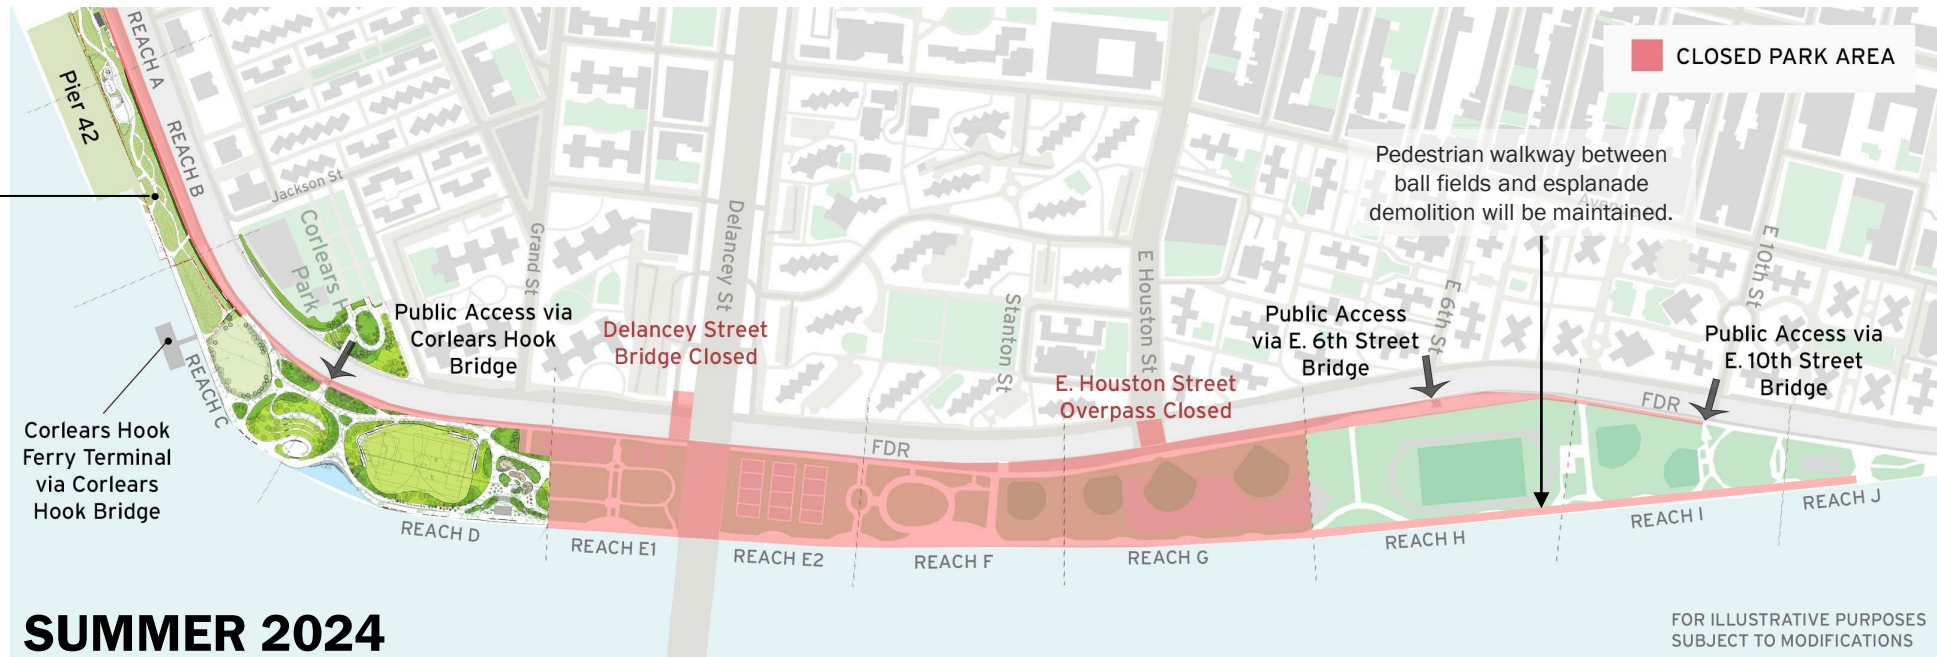 REACH A
Pier 42
REACH B
Jackson St
Corlears H
Park
Grand St
Delancey St
Stanton St
E Houston St
E 6th St
E 10th St
CLOSED PARK AREA
Pedestrian walkway between
ball fields and esplanade
demolition will be maintained.
Public Access via
Corlears Hook
Bridge
Delancey Street
Bridge Closed
E. Houston Street
Overpass Closed
Public Access
via E. 6th Street
Bridge
Public Access via
E. 10th Street
Bridge
FDR
FDR
REACH C
Corlears Hook
Ferry Terminal
via Corlears
Hook Bridge
REACH D
REACH E1
REACH E2
REACH F
REACH G
REACH H
REACH I
REACH J
SUMMER 2024
FOR ILLUSTRATIVE PURPOSES
SUBJECT TO MODIFICATIONS